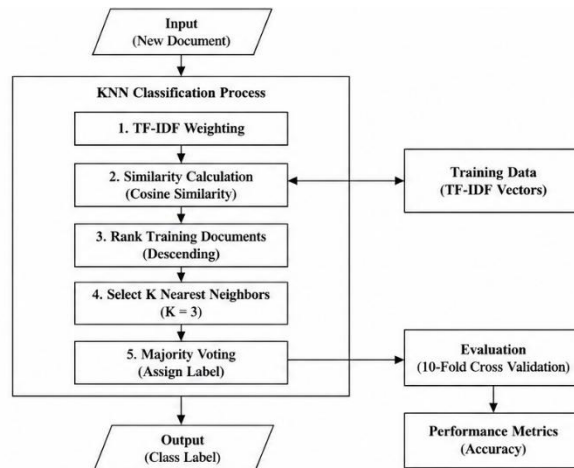 Input
(New Document)
KNN Classification Process
1. TF-IDF Weighting
2. Similarity Calculation
(Cosine Similarity)
Training Data
(TF-IDF Vectors)
3. Rank Training Documents
(Descending)
4. Select K Nearest Neighbors
(K = 3)
5. Majority Voting
(Assign Label)
Evaluation
(10-Fold Cross Validation)
Output
(Class Label)
Performance Metrics
(Accuracy)